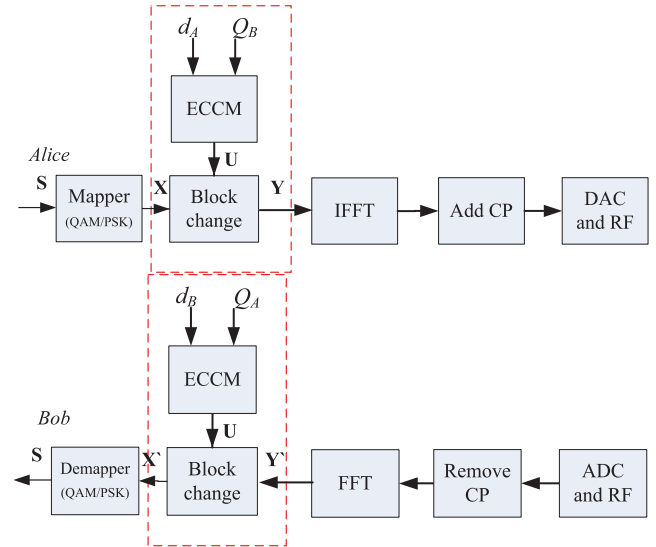 d_A Q_B
ECCM
Alice
S
Mapper
(QAM/PSK)
X
U
Block
change
Y
IFFT
Add CP
DAC
and RF
d_B Q_A
ECCM
Bob
S
Demapper
(QAM/PSK)
X`
U
Block
change
Y`
FFT
Remove
CP
ADC
and RF